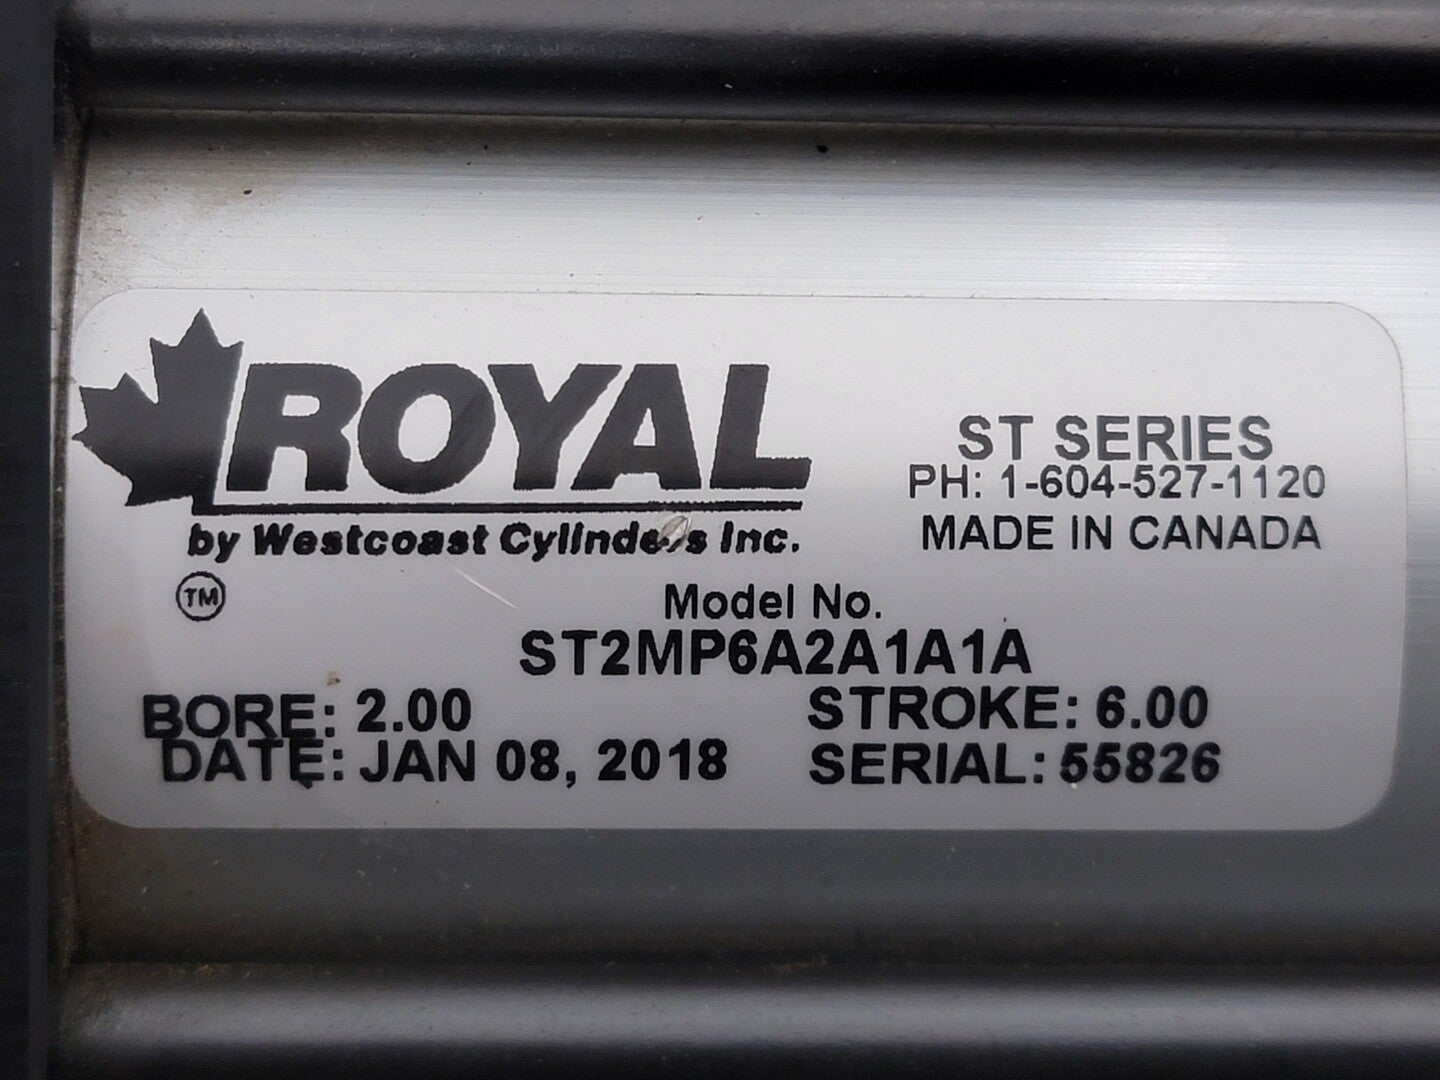 ROYAL
by Westcoast Cylinders Inc.
TM
ST SERIES
PH: 1-604-527-1120
MADE IN CANADA
Model No.
ST2MP6A2A1A1A
BORE: 2.00
STROKE: 6.00
DATE: JAN 08, 2018
SERIAL: 55826